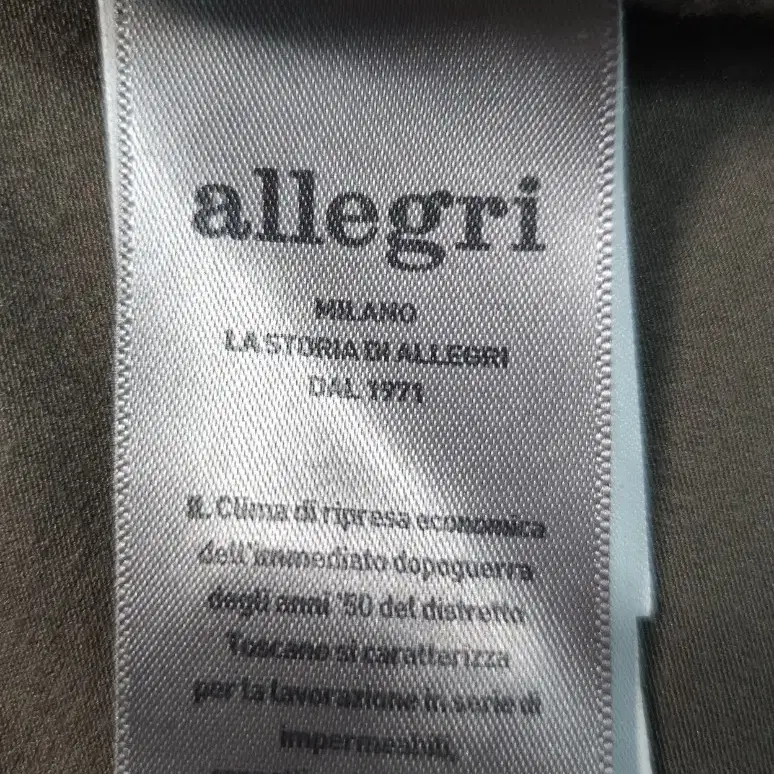 allegri
MILANO
LA STORIA DI ALLEGRI
DAL 1971
IL Clima di ripresa economica
dell'immediato dopoguerra
degli anni '50 del distretto
Toscano si caratterizza
per la lavorazione in serie di
impermeabili,